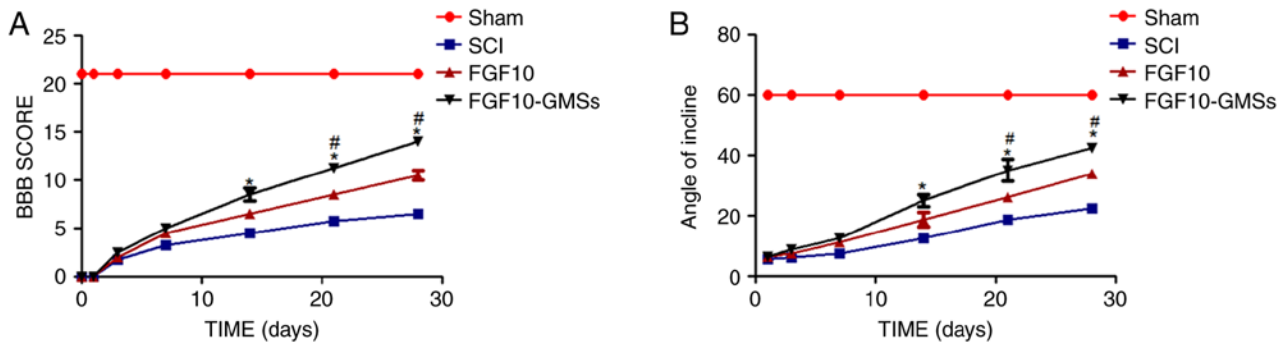 A
BBB SCORE
25
20
15
10
5
0
0
10
20
30
TIME (days)
*
#
*
#
*
Sham
SCI
FGF10
FGF10-GMSs
B
Angle of incline
80
60
40
20
0
0
10
20
30
TIME (days)
*
#
*
#
*
Sham
SCI
FGF10
FGF10-GMSs